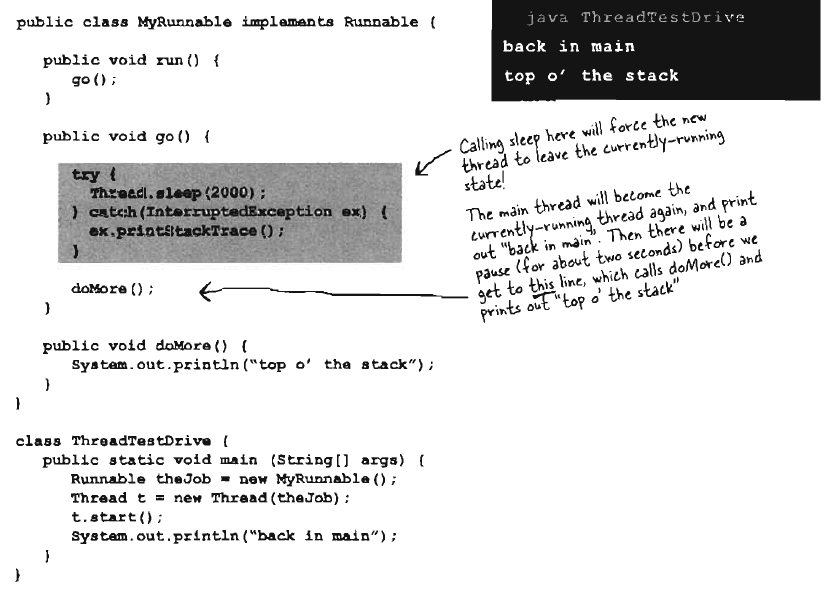 public class MyRunnable implements Runnable {
public void run() {
go();
}
public void go() {
try {
Thread.sleep(2000);
} catch(InterruptedException ex) {
ex.printStackTrace();
}
doMore();
}
public void doMore() {
System.out.println("top o' the stack");
}
}
class ThreadTestDrive {
public static void main (String[] args) {
Runnable theJob = new MyRunnable();
Thread t = new Thread(theJob);
t.start();
System.out.println("back in main");
}
}
java ThreadTestDrive
back in main
top o' the stack
Calling sleep here will force the new
thread to leave the currently-running
state!
The main thread will become the
currently-running thread again, and print
out "back in main". Then there will be a
pause (for about two seconds) before we
get to this line, which calls doMore() and
prints out "top o' the stack"